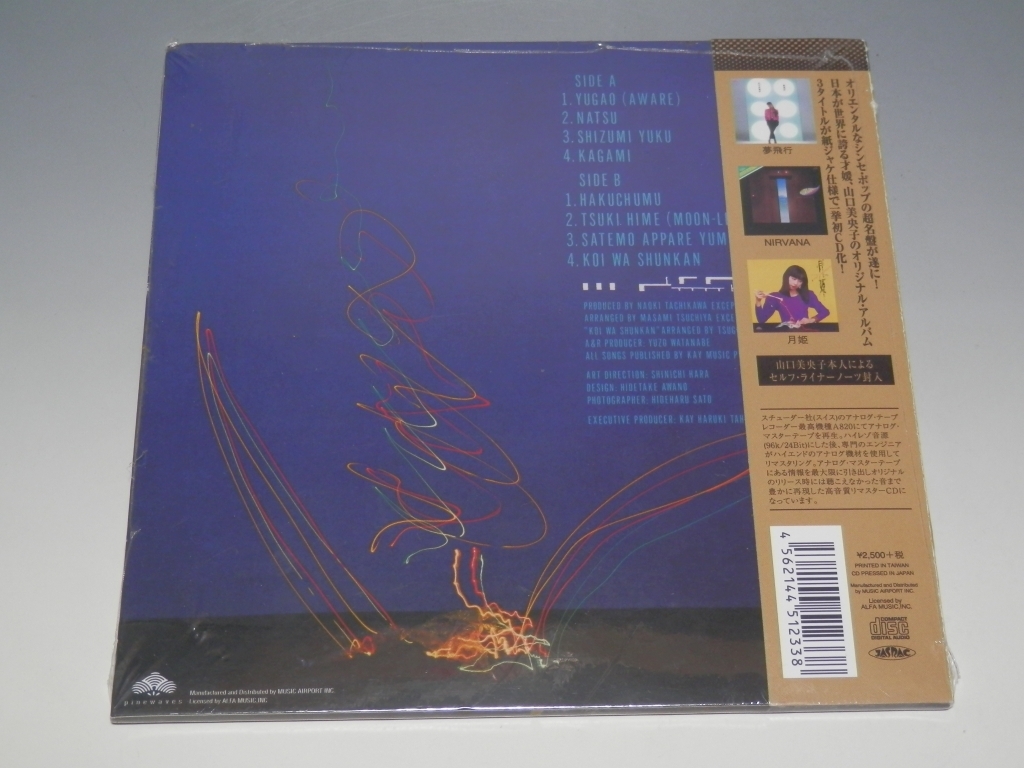 SIDE A
1. YUGAO (AWARE)
2. NATSU
3. SHIZUMI YUKU
4. KAGAMI
SIDE B
1. HAKUCHUMU
2. TSUKI HIME (MOON-LI
3. SATEMO APPARE YUM
4. KOI WA SHUNKAN
PRODUCED BY NAOKI TACHIKAWA EXCEP
ARRANGED BY MASAMI TSUCHIYA EXCE
"KOI WA SHUNKAN" ARRANGED BY TSUG
A&R PRODUCER: YUZO WATANABE
ALL SONGS PUBLISHED BY KAY MUSIC P
ART DIRECTION: SHINICHI HARA
DESIGN: HIDETAKE AWANO
PHOTOGRAPHER: HIDEHARO SATO
EXECUTIVE PRODUCER: KAY HARUKI TAN
pinewaves
Manufactured and Distributed by MUSIC AIRPORT INC.
Licensed by ALFA MUSIC, INC
オリエンタルなシンセ・ポップの超名盤が遂に!
日本が世界に誇る才媛、山口美央子のオリジナル・アルバム
3タイトルが紙ジャケ仕様で一挙初CD化!
夢飛行
NIRVANA
月姫
山口美央子本人による
セルフ・ライナーノーツ封入
スチューダー社(スイス)のアナログ・テープ
レコーダー最高機種A820にてアナログ・
マスターテープを再生。ハイレゾ音源
(96k/24Bit)にした後、専門のエンジニア
がハイエンドのアナログ機材を使用して
リマスタリング。アナログ・マスターテープ
にある情報を最大限に引き出しオリジナル
のリリース時には聴こえなかった音まで
豊かに再現した高音質リマスターCDに
なっています。
4 562144 512338
¥2,500+税
PRINTED IN TAIWAN
CD PRESSED IN JAPAN
Manufactured and Distributed
by MUSIC AIRPORT INC.
Licensed by
ALFA MUSIC, INC.
COMPACT
disc
DIGITAL AUDIO
JASRAC